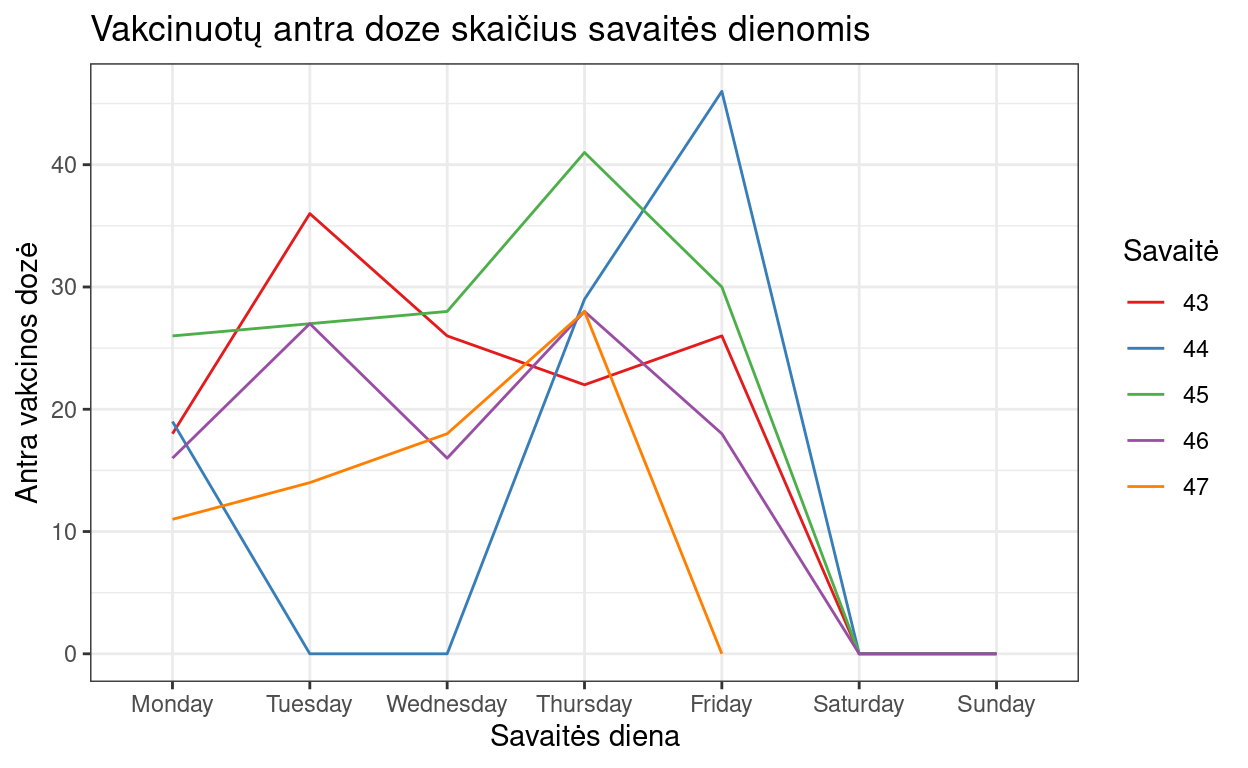 Vakcinuotų antra doze skaičius savaitės dienomis
Antra vakcinos dozė
40
30
20
10
0
Monday Tuesday Wednesday Thursday Friday Saturday Sunday
Savaitės diena
Savaitė
43
44
45
46
47